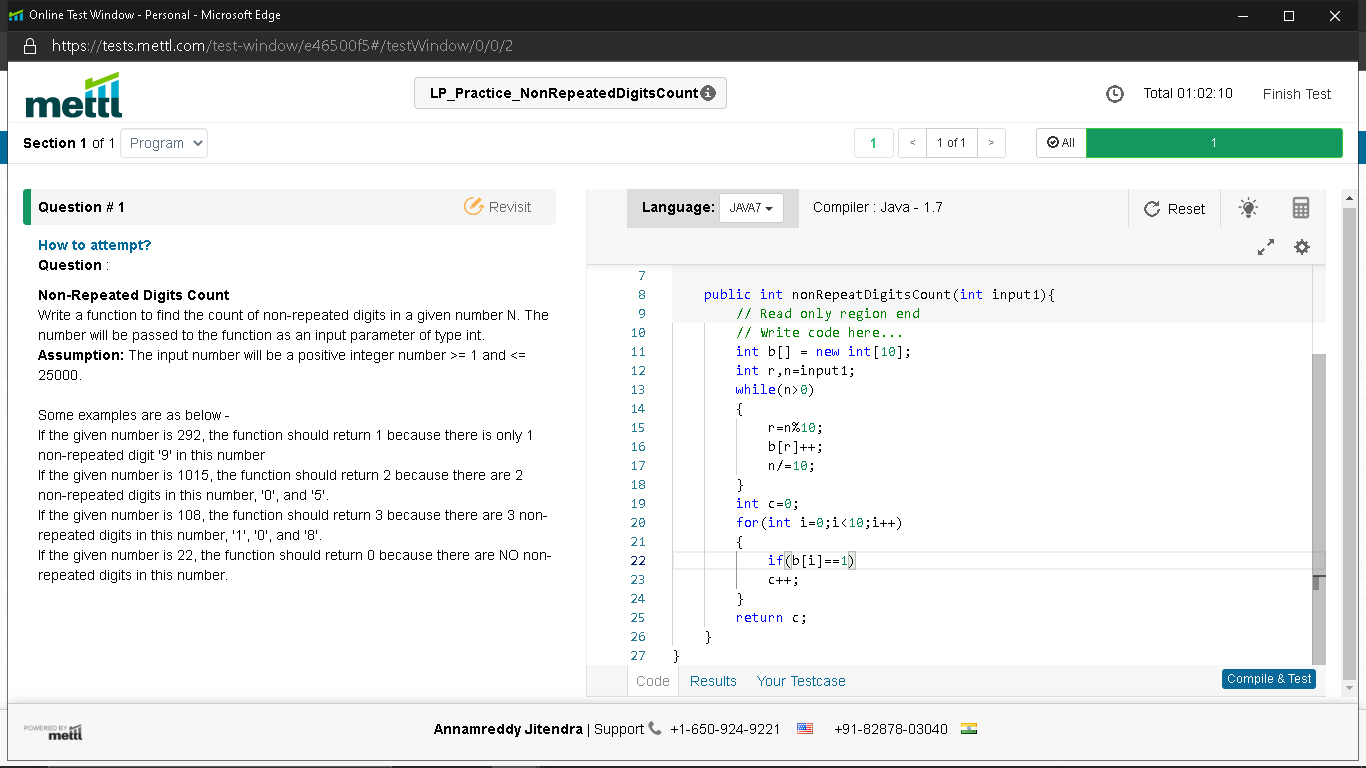 Online Test Window - Personal - Microsoft Edge
https://tests.mettl.com/test-window/e46500f5#/testWindow/0/0/2
mettl
LP_Practice_NonRepeatedDigitsCount
Total 01:02:10
Finish Test
Section 1 of 1
Program
1
<
1 of 1
>
All
1
Question # 1
Revisit
How to attempt?
Question :
Non-Repeated Digits Count
Write a function to find the count of non-repeated digits in a given number N. The
number will be passed to the function as an input parameter of type int.
Assumption: The input number will be a positive integer number >= 1 and <=
25000.
Some examples are as below -
If the given number is 292, the function should return 1 because there is only 1
non-repeated digit '9' in this number
If the given number is 1015, the function should return 2 because there are 2
non-repeated digits in this number, '0', and '5'.
If the given number is 108, the function should return 3 because there are 3 non-
repeated digits in this number, '1', '0', and '8'.
If the given number is 22, the function should return 0 because there are NO non-
repeated digits in this number.
Language: JAVA7
Compiler : Java - 1.7
Reset
7
8 public int nonRepeatDigitsCount(int input1){
9 // Read only region end
10 // Write code here...
11 int b[] = new int[10];
12 int r,n=input1;
13 while(n>0)
14 {
15 r=n%10;
16 b[r]++;
17 n/=10;
18 }
19 int c=0;
20 for(int i=0;i<10;i++)
21 {
22 if(b[i]==1)
23 c++;
24 }
25 return c;
26 }
27 }
Code
Results
Your Testcase
Compile & Test
POWERED BY
mettl
Annamreddy Jitendra | Support +1-650-924-9221 +91-82878-03040